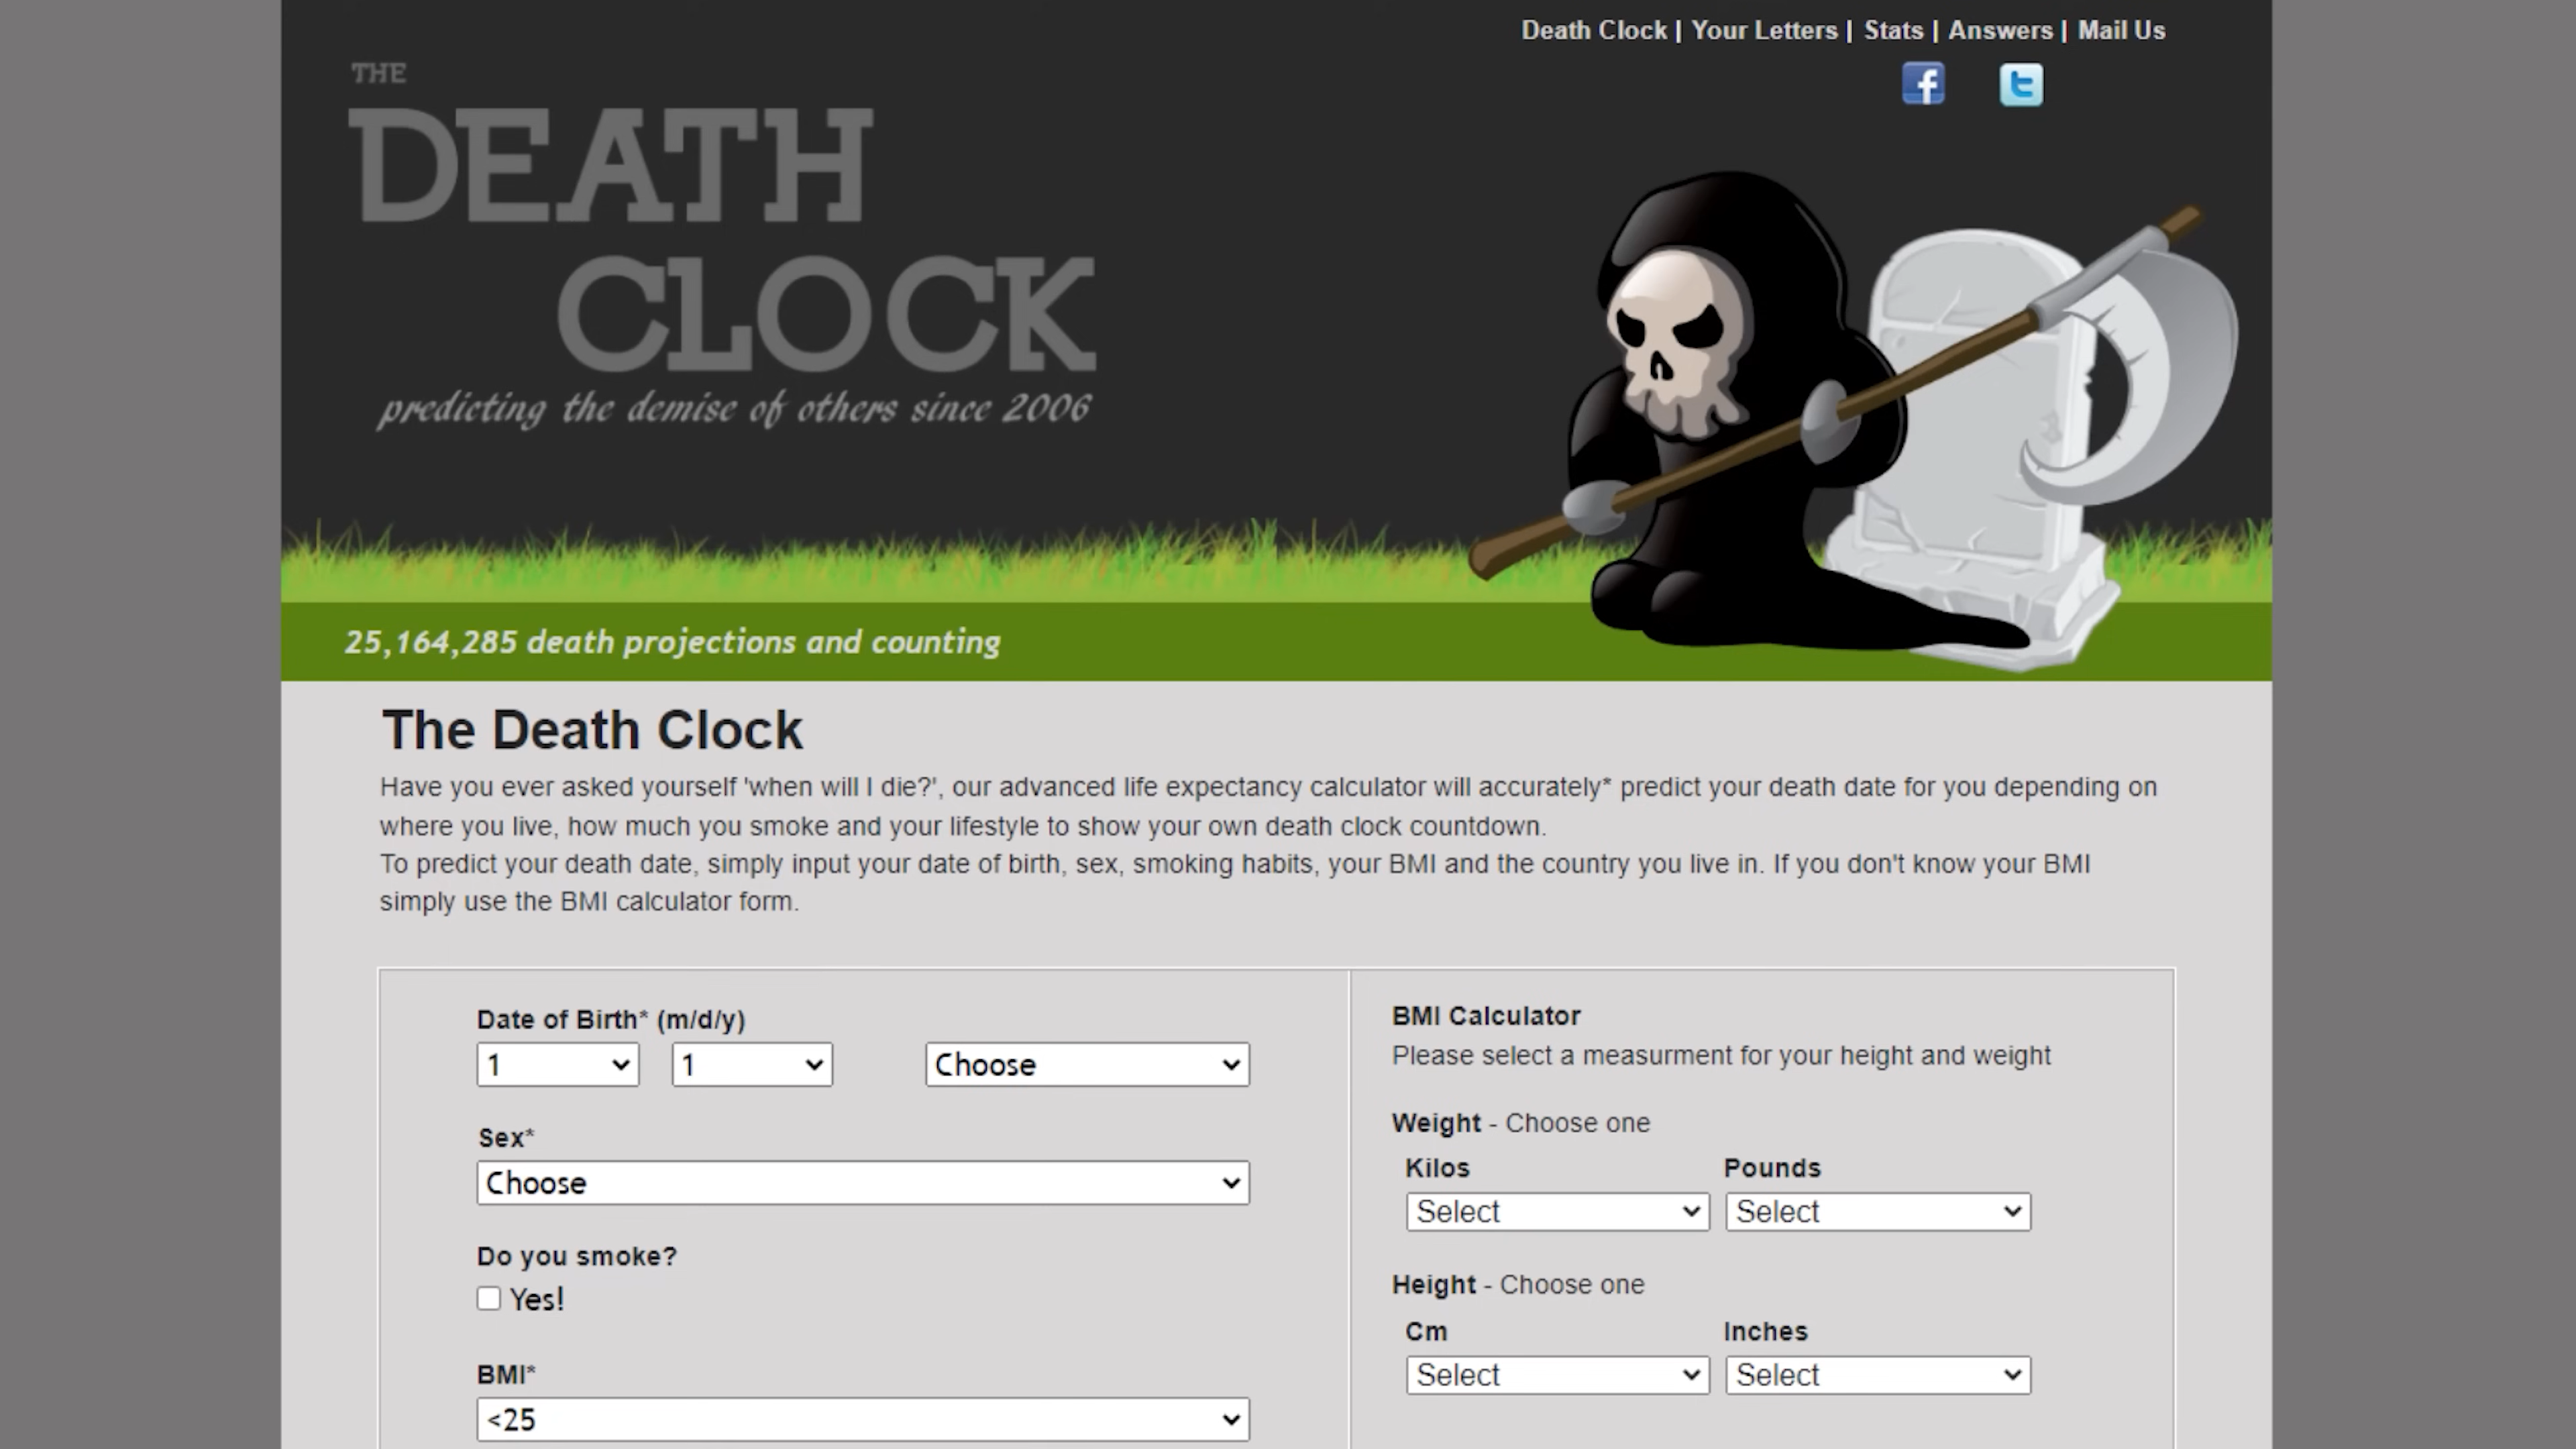 Death Clock | Your Letters | Stats | Answers | Mail Us
THE
DEATH
CLOCK
predicting the demise of others since 2006
25,164,285 death projections and counting
The Death Clock
Have you ever asked yourself 'when will I die?', our advanced life expectancy calculator will accurately* predict your death date for you depending on
where you live, how much you smoke and your lifestyle to show your own death clock countdown.
To predict your death date, simply input your date of birth, sex, smoking habits, your BMI and the country you live in. If you don't know your BMI
simply use the BMI calculator form.
Date of Birth* (m/d/y)
1 1 Choose
Sex*
Choose
Do you smoke?
Yes!
BMI*
<25
BMI Calculator
Please select a measurment for your height and weight
Weight - Choose one
Kilos Pounds
Select Select
Height - Choose one
Cm Inches
Select Select